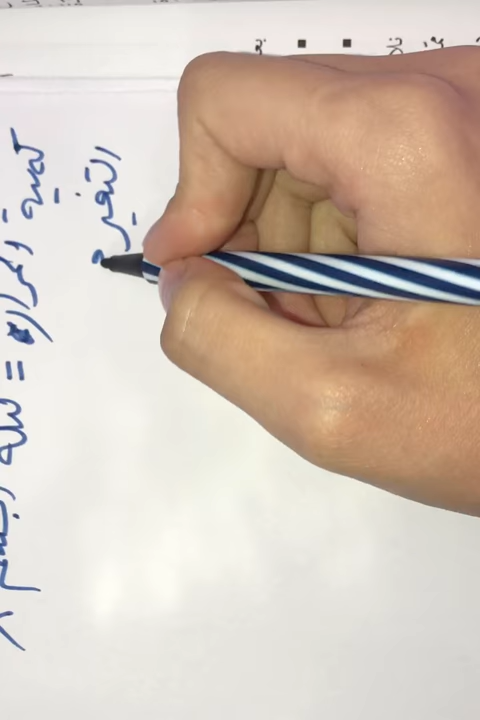 كمية الحرارة = كتلة الجسم ×
التغير